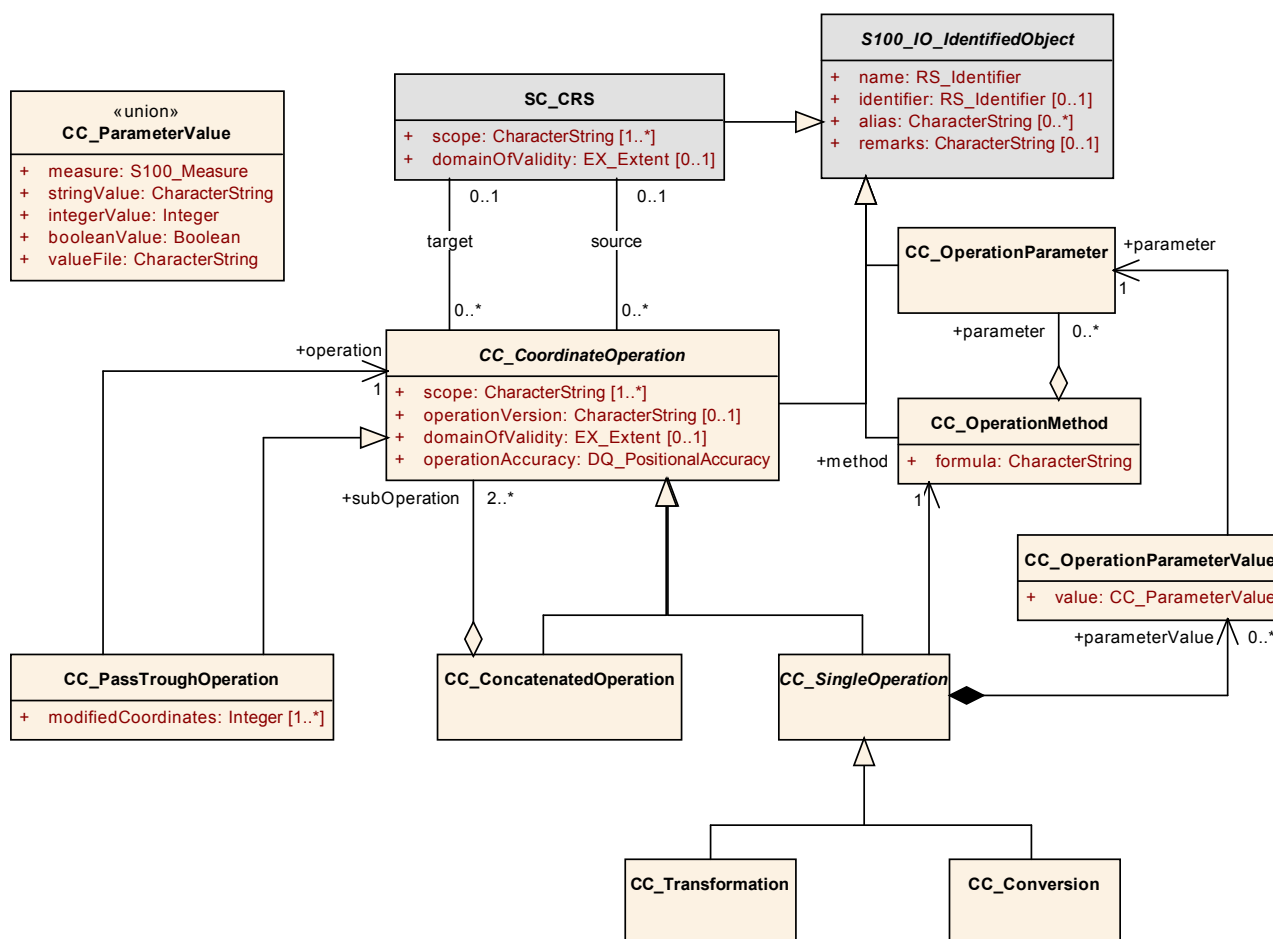 S100_IO_IdentifiedObject
+ name: RS_Identifier
+ identifier: RS_Identifier [0..1]
+ alias: CharacterString [0..*]
+ remarks: CharacterString [0..1]
SC_CRS
+ scope: CharacterString [1..*]
+ domainOfValidity: EX_Extent [0..1]
«union»
CC_ParameterValue
+ measure: S100_Measure
+ stringValue: CharacterString
+ integerValue: Integer
+ booleanValue: Boolean
+ valueFile: CharacterString
0..1
0..1
target
source
0..*
0..*
CC_OperationParameter
+parameter
1
+parameter
0..*
+operation
1
CC_CoordinateOperation
+ scope: CharacterString [1..*]
+ operationVersion: CharacterString [0..1]
+ domainOfValidity: EX_Extent [0..1]
+ operationAccuracy: DQ_PositionalAccuracy
CC_OperationMethod
+ formula: CharacterString
+method
1
+subOperation
2..*
CC_OperationParameterValue
+ value: CC_ParameterValue
+parameterValue
0..*
CC_PassTroughOperation
+ modifiedCoordinates: Integer [1..*]
CC_ConcatenatedOperation
CC_SingleOperation
CC_Transformation
CC_Conversion